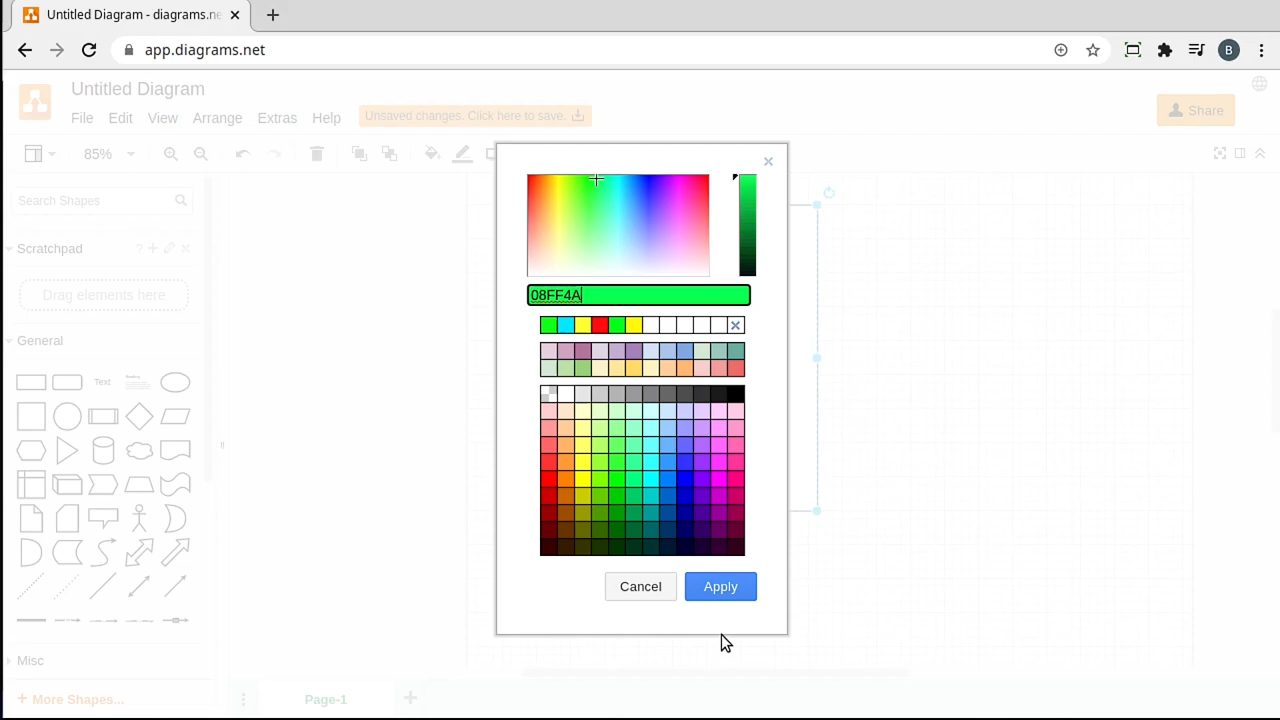 Untitled Diagram - diagrams.ne
app.diagrams.net
B
Untitled Diagram
File Edit View Arrange Extras Help
Unsaved changes. Click here to save.
Share
85%
Search Shapes
Scratchpad
?
Drag elements here
General
Text
08FF4A
Cancel
Apply
Misc
+ More Shapes...
Page-1